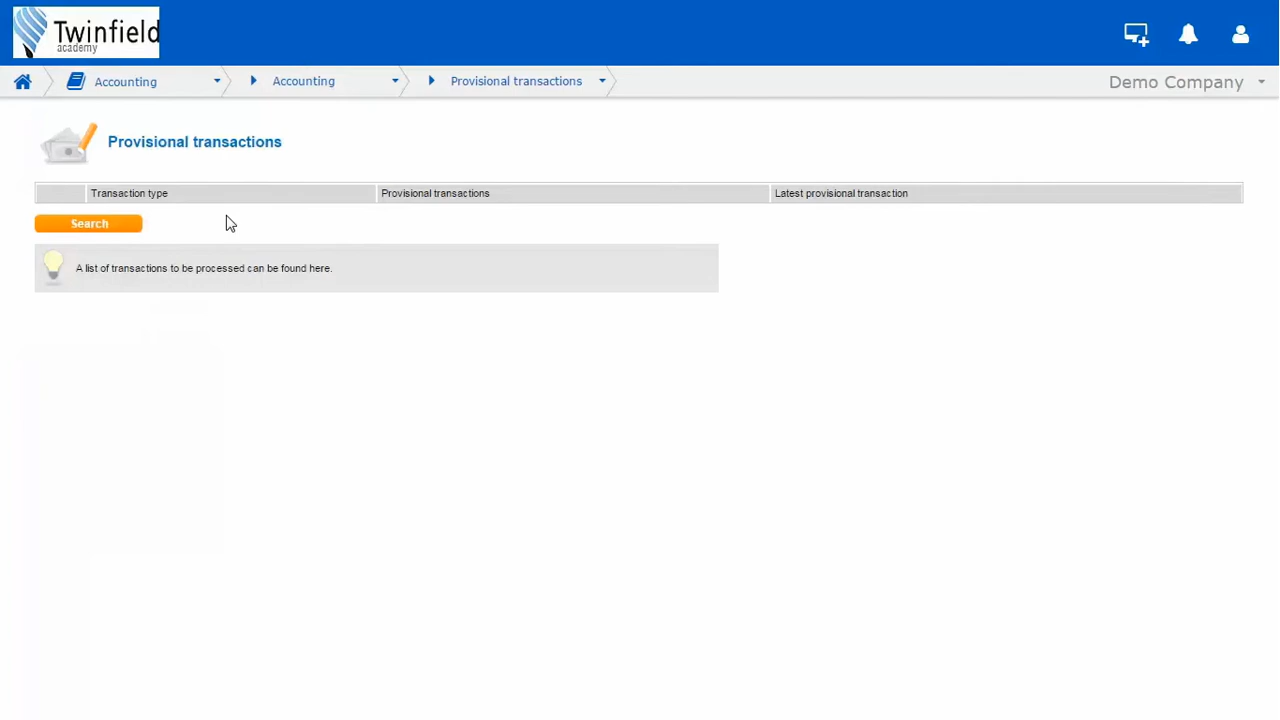 Twinfield
academy
Accounting Accounting Provisional transactions Demo Company
Provisional transactions
Transaction type Provisional transactions Latest provisional transaction
Search
A list of transactions to be processed can be found here.